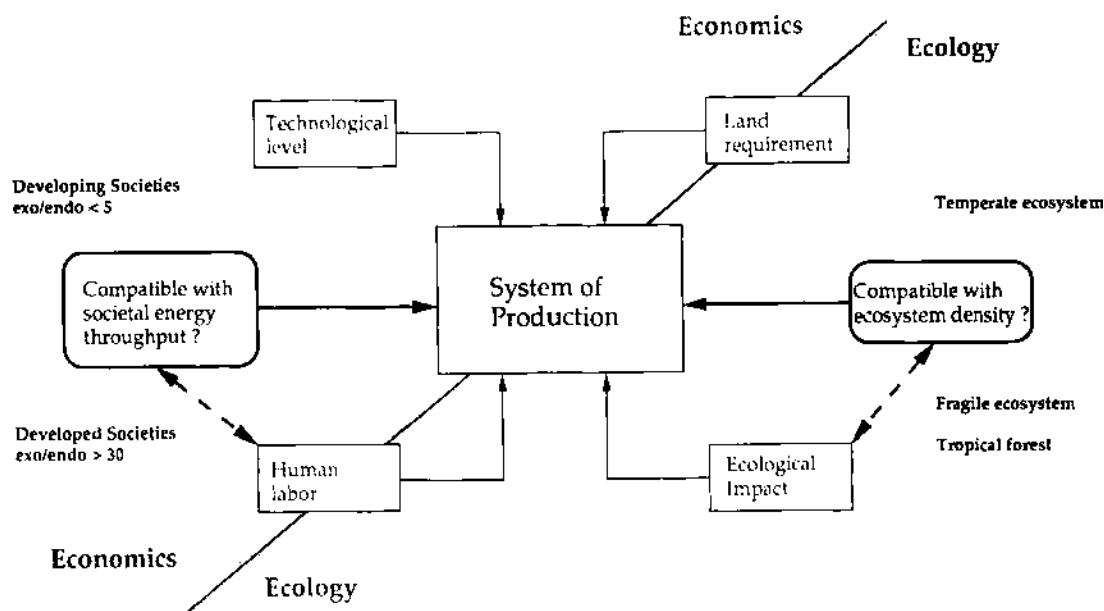 Economics
Ecology
Technological
level
Land
requirement
Developing Societies
exo/endo < 5
Temperate ecosystem
Compatible with
societal energy
throughput ?
System of
Production
Compatible with
ecosystem density ?
Developed Societies
exo/endo > 30
Fragile ecosystem
Tropical forest
Human
labor
Ecological
Impact
Economics
Ecology